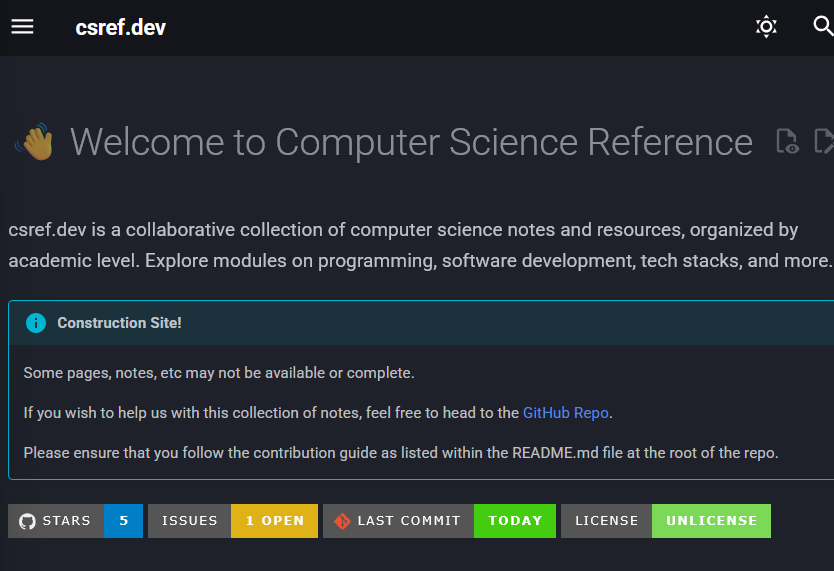 csref.dev
Welcome to Computer Science Reference
csref.dev is a collaborative collection of computer science notes and resources, organized by
academic level. Explore modules on programming, software development, tech stacks, and more.
Construction Site!
Some pages, notes, etc may not be available or complete.
If you wish to help us with this collection of notes, feel free to head to the GitHub Repo.
Please ensure that you follow the contribution guide as listed within the README.md file at the root of the repo.
STARS 5 ISSUES 1 OPEN LAST COMMIT TODAY LICENSE UNLICENSE